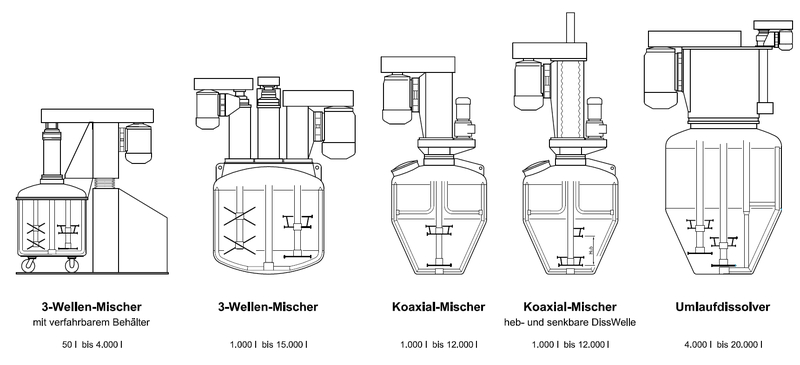 3-Wellen-Mischer
mit verfahrbarem Behälter
50 l bis 4.000 l
3-Wellen-Mischer
1.000 l bis 15.000 l
Koaxial-Mischer
1.000 l bis 12.000 l
Koaxial-Mischer
heb- und senkbare DissWelle
1.000 l bis 12.000 l
Umlaufdissolver
4.000 l bis 20.000 l